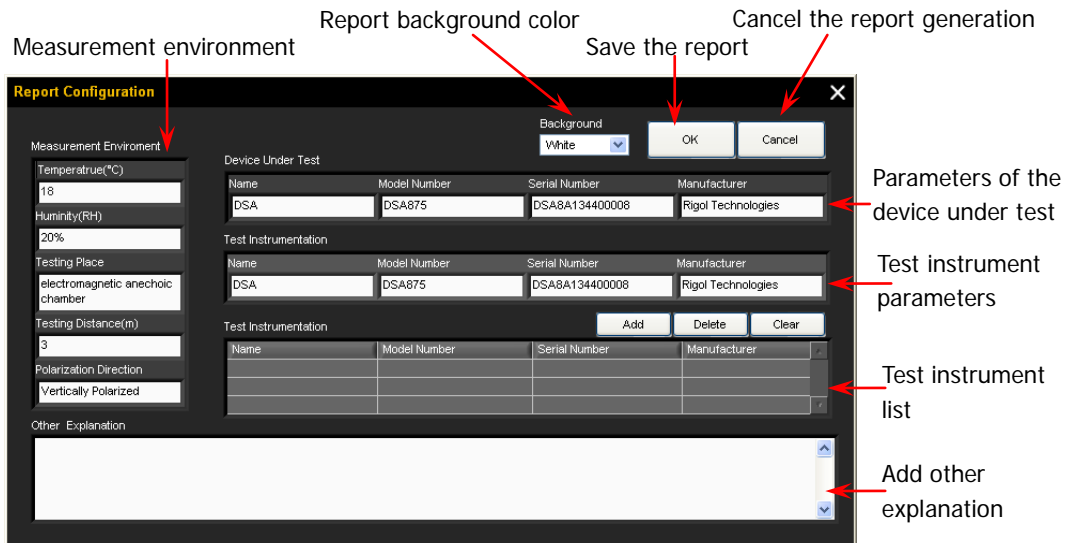 Report background color
Cancel the report generation
Measurement environment
Save the report
Report Configuration
Background
White
OK
Cancel
Measurement Enviroment
Temperatrue(°C)
18
Huminity(RH)
20%
Testing Place
electromagnetic anechoic
chamber
Testing Distance(m)
3
Polarization Direction
Vertically Polarized
Device Under Test
Name Model Number Serial Number Manufacturer
DSA DSA875 DSA8A134400008 Rigol Technologies
Parameters of the
device under test
Test Instrumentation
Name Model Number Serial Number Manufacturer
DSA DSA875 DSA8A134400008 Rigol Technologies
Test instrument
parameters
Test Instrumentation
Add Delete Clear
Name Model Number Serial Number Manufacturer
Test instrument
list
Other Explanation
Add other
explanation